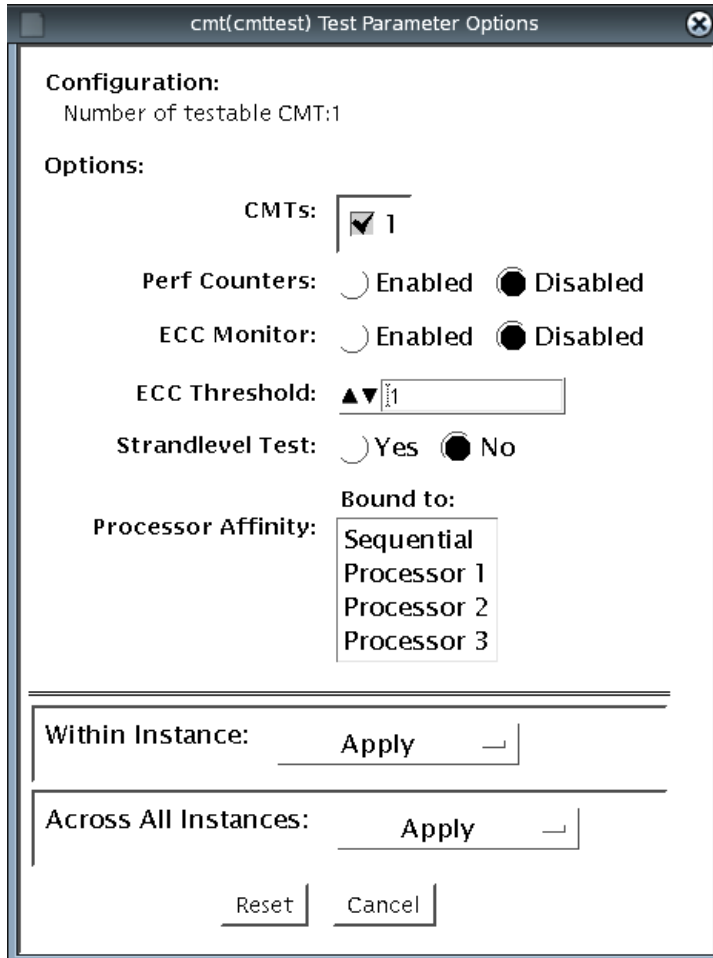 cmt(cmttest) Test Parameter Options
Configuration:
Number of testable CMT:1
Options:
CMTs: 1
Perf Counters: Enabled Disabled
ECC Monitor: Enabled Disabled
ECC Threshold: 1
Strandlevel Test: Yes No
Bound to:
Processor Affinity:
Sequential
Processor 1
Processor 2
Processor 3
Within Instance: Apply
Across All Instances: Apply
Reset Cancel